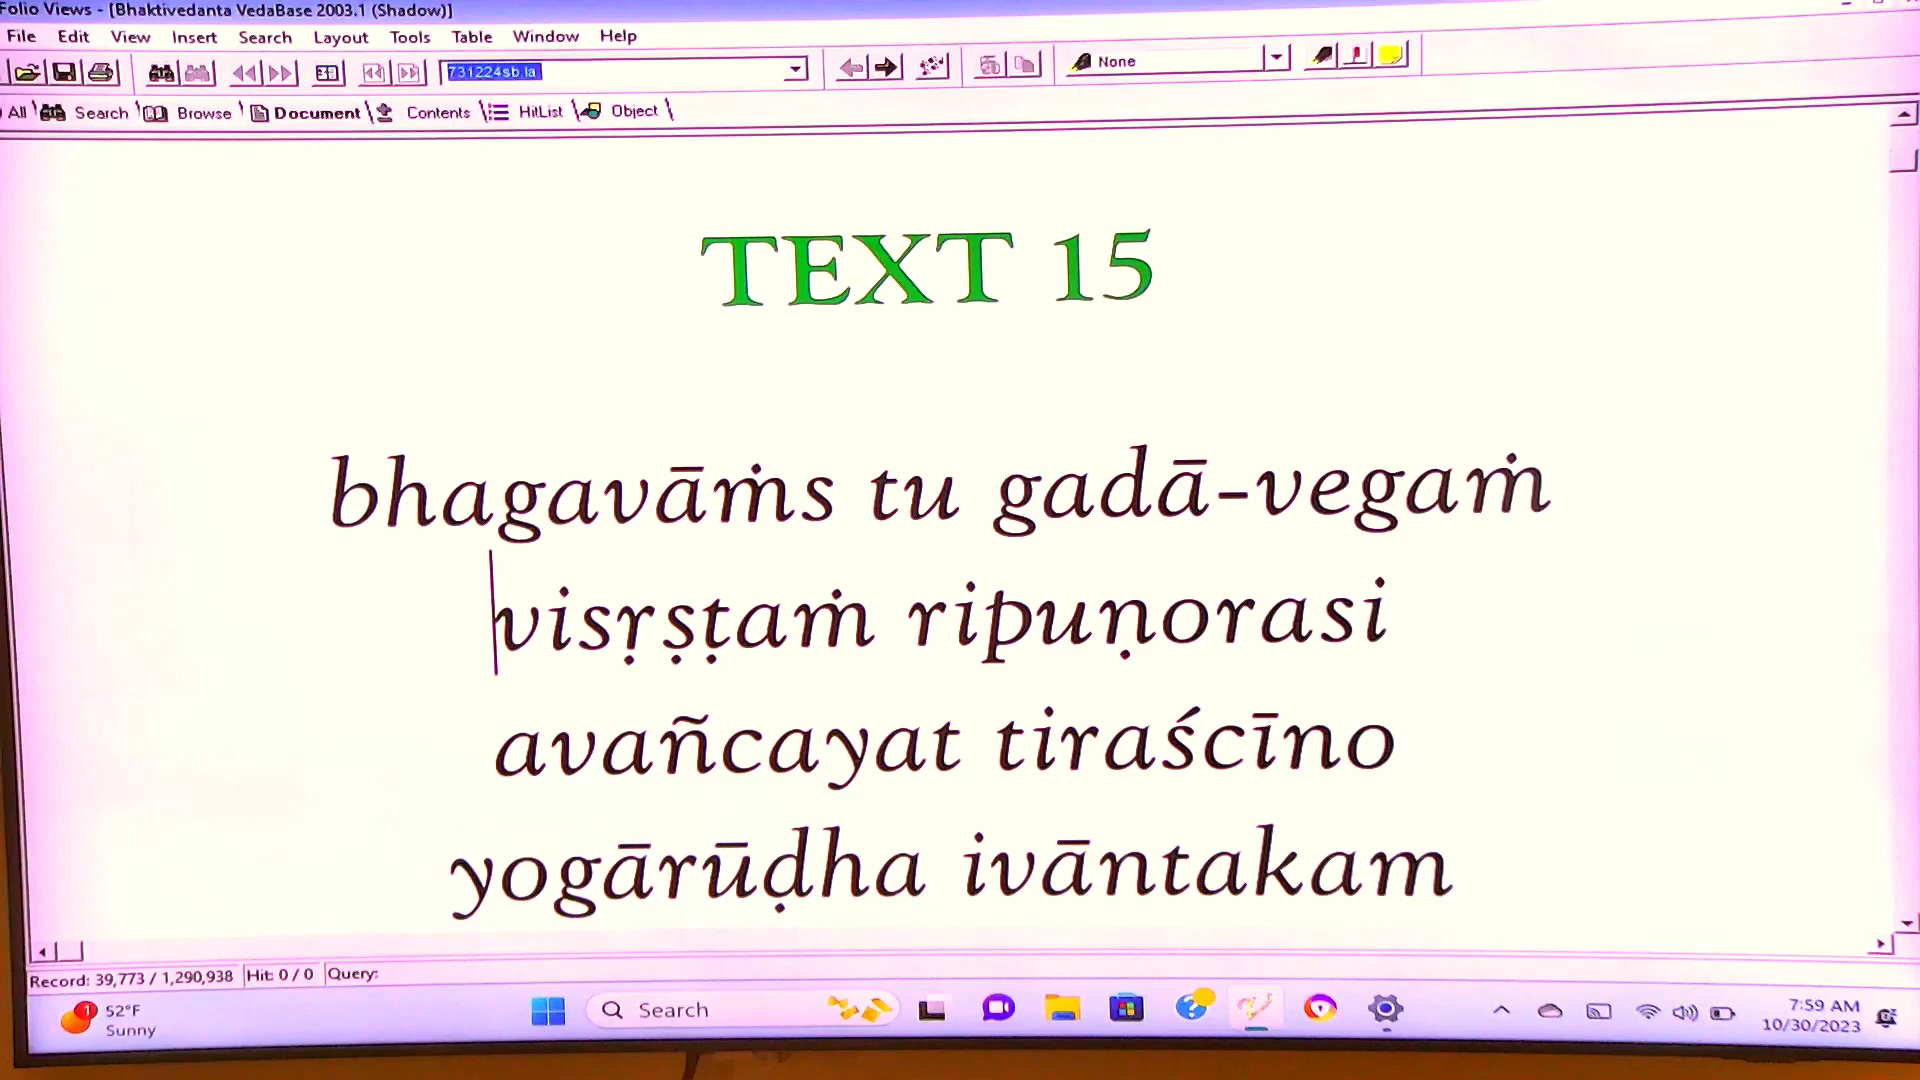 Folio Views - [Bhaktivedanta VedaBase 2003.1 (Shadow)]
File Edit View Insert Search Layout Tools Table Window Help
731224sb.la
None
All Search Browse Document Contents HitList Object
TEXT 15
bhagavāṁs tu gadā-vegaṁ
visṛṣṭaṁ ripuṇorasi
avañcayat tiraścīno
yogārūḍha ivāntakam
Record: 39,773 / 1,290,938 Hit: 0 / 0 Query:
1 52°F
Sunny
Search
7:59 AM
10/30/2023